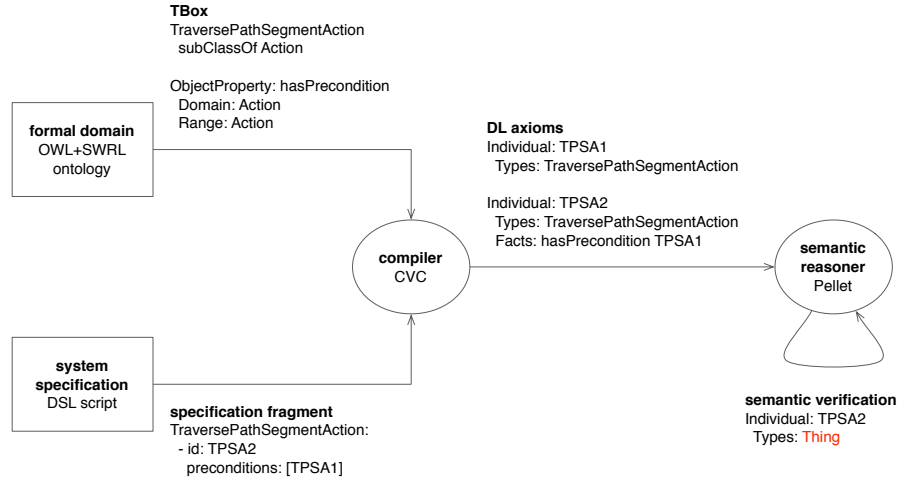 TBox
TraversePathSegmentAction
subClassOf Action
ObjectProperty: hasPrecondition
Domain: Action
Range: Action
formal domain
OWL+SWRL
ontology
DL axioms
Individual: TPSA1
Types: TraversePathSegmentAction
Individual: TPSA2
Types: TraversePathSegmentAction
Facts: hasPrecondition TPSA1
compiler
CVC
semantic
reasoner
Pellet
system
specification
DSL script
specification fragment
TraversePathSegmentAction:
- id: TPSA2
preconditions: [TPSA1]
semantic verification
Individual: TPSA2
Types: Thing